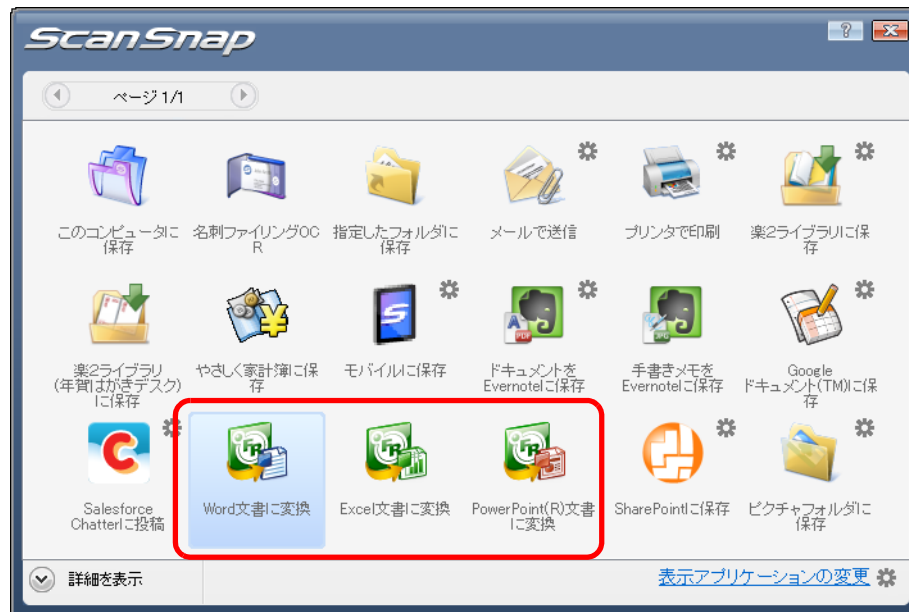 ScanSnap
ページ 1/1
このコンピュータに
保存
名刺ファイリングOC
R
指定したフォルダに
保存
メールで送信
プリンタで印刷
楽2ライブラリに保
存
楽2ライブラリ
(年賀はがきデスク)
に保存
やさしく家計簿に保
存
モバイルに保存
ドキュメントを
Evernoteに保存
手書きメモを
Evernoteに保存
Google
ドキュメント(TM)に保
存
Salesforce
Chatterに投稿
Word文書に変換
Excel文書に変換
PowerPoint(R)文書
に変換
SharePointに保存
ピクチャフォルダに
保存
詳細を表示
表示アプリケーションの変更